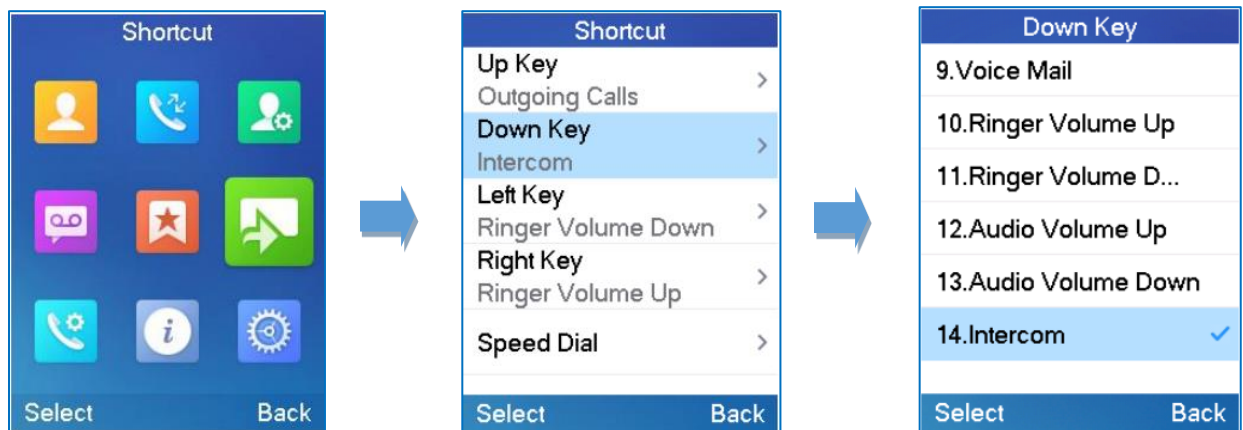 Shortcut
Select Back
Shortcut
Up Key
Outgoing Calls
Down Key
Intercom
Left Key
Ringer Volume Down
Right Key
Ringer Volume Up
Speed Dial
Select Back
Down Key
9.Voice Mail
10.Ringer Volume Up
11.Ringer Volume D...
12.Audio Volume Up
13.Audio Volume Down
14.Intercom
Select Back